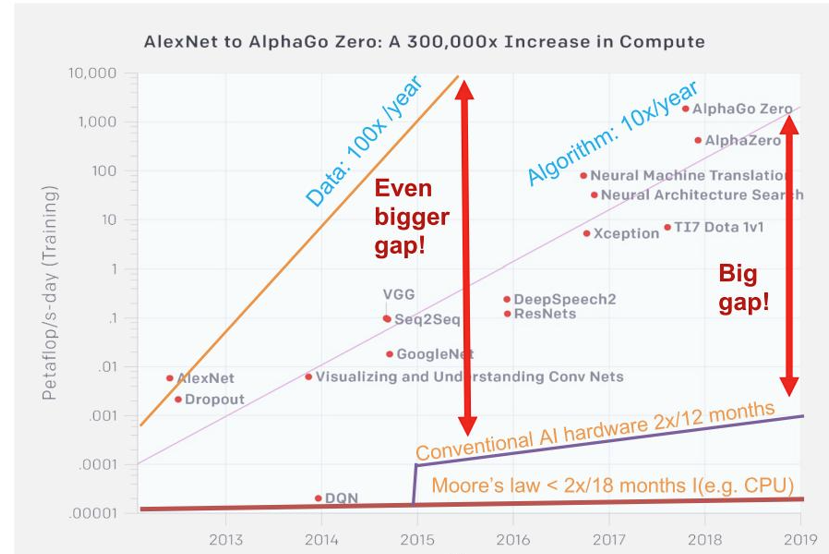 AlexNet to AlphaGo Zero: A 300,000x Increase in Compute
Petaflop/s-day (Training)
10,000
1,000
100
10
1
.1
.01
.001
.0001
.00001
Data: 100x /year
Algorithm: 10x/year
Even
bigger
gap!
Big
gap!
AlphaGo Zero
AlphaZero
Neural Machine Translation
Neural Architecture Search
TI7 Dota 1v1
Xception
VGG
Seq2Seq
DeepSpeech2
ResNets
GoogleNet
AlexNet
Visualizing and Understanding Conv Nets
Dropout
DQN
Conventional AI hardware 2x/12 months
Moore's law < 2x/18 months I(e.g. CPU)
2013
2014
2015
2016
2017
2018
2019